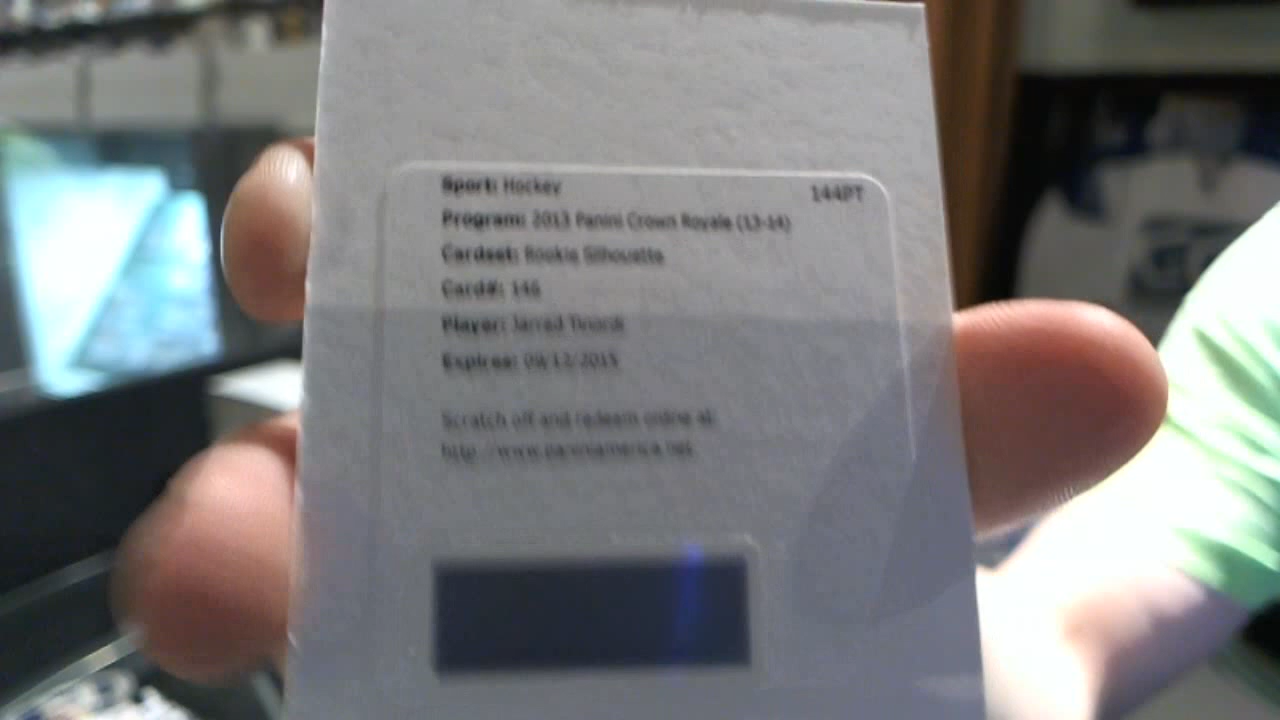 Sport: Hockey
144PT
Program: 2013 Panini Crown Royale (13-14)
Cardset: Rookie Silhouette
Card#: 146
Player: Jarred Tinordi
Expires: 09/12/2015
Scratch off and redeem online at:
http://www.paniniamerica.net